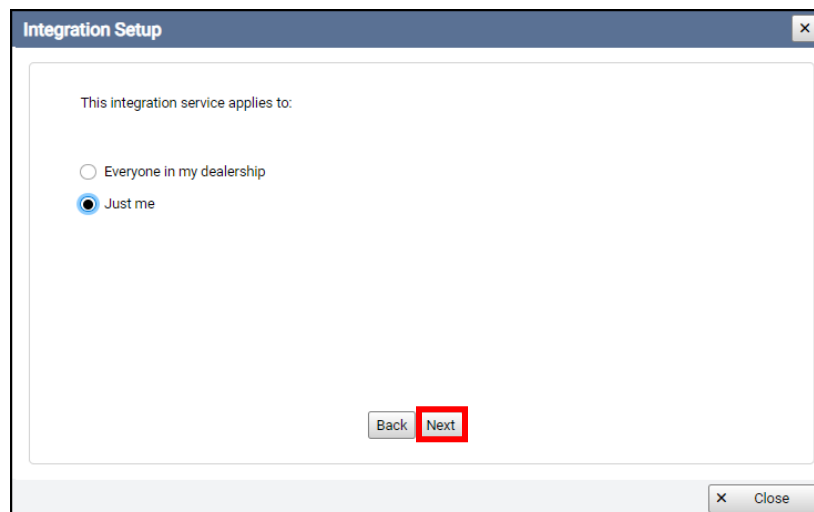 Integration Setup
This integration service applies to:
Everyone in my dealership
Just me
Back Next
Close